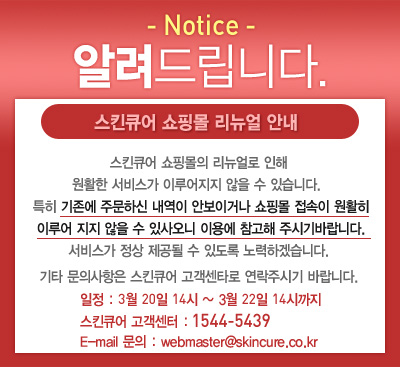 - Notice -
알려드립니다.
스킨큐어 쇼핑몰 리뉴얼 안내
스킨큐어 쇼핑몰의 리뉴얼로 인해
원활한 서비스가 이루어지지 않을 수 있습니다.
특히 기존에 주문하신 내역이 안보이거나 쇼핑몰 접속이 원활히
이루어 지지 않을 수 있사오니 이용에 참고해 주시기바랍니다.
서비스가 정상 제공될 수 있도록 노력하겠습니다.
기타 문의사항은 스킨큐어 고객센타로 연락주시기 바랍니다.
일정 : 3월 20일 14시 ~ 3월 22일 14시까지
스킨큐어 고객센터 : 1544-5439
E-mail 문의 : webmaster@skincure.co.kr